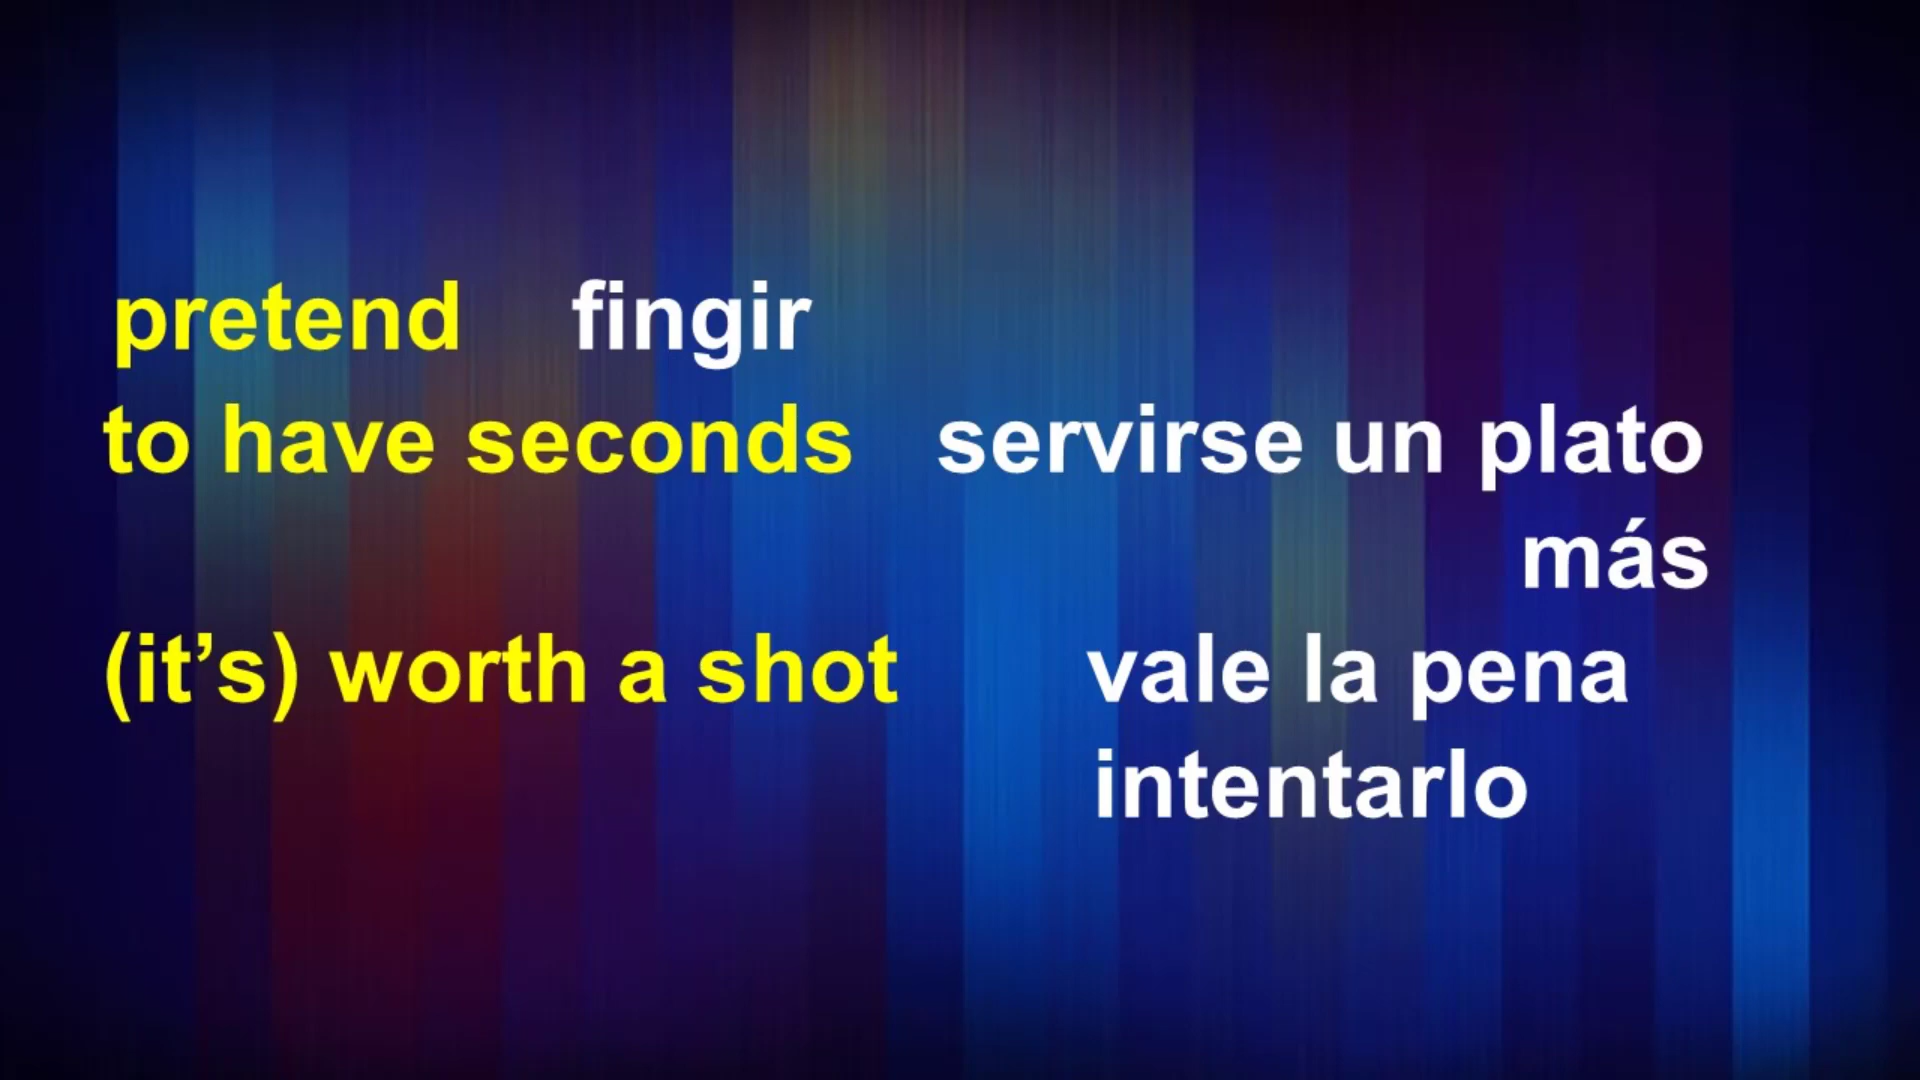 pretend fingir
to have seconds servirse un plato
más
(it’s) worth a shot vale la pena
intentarlo